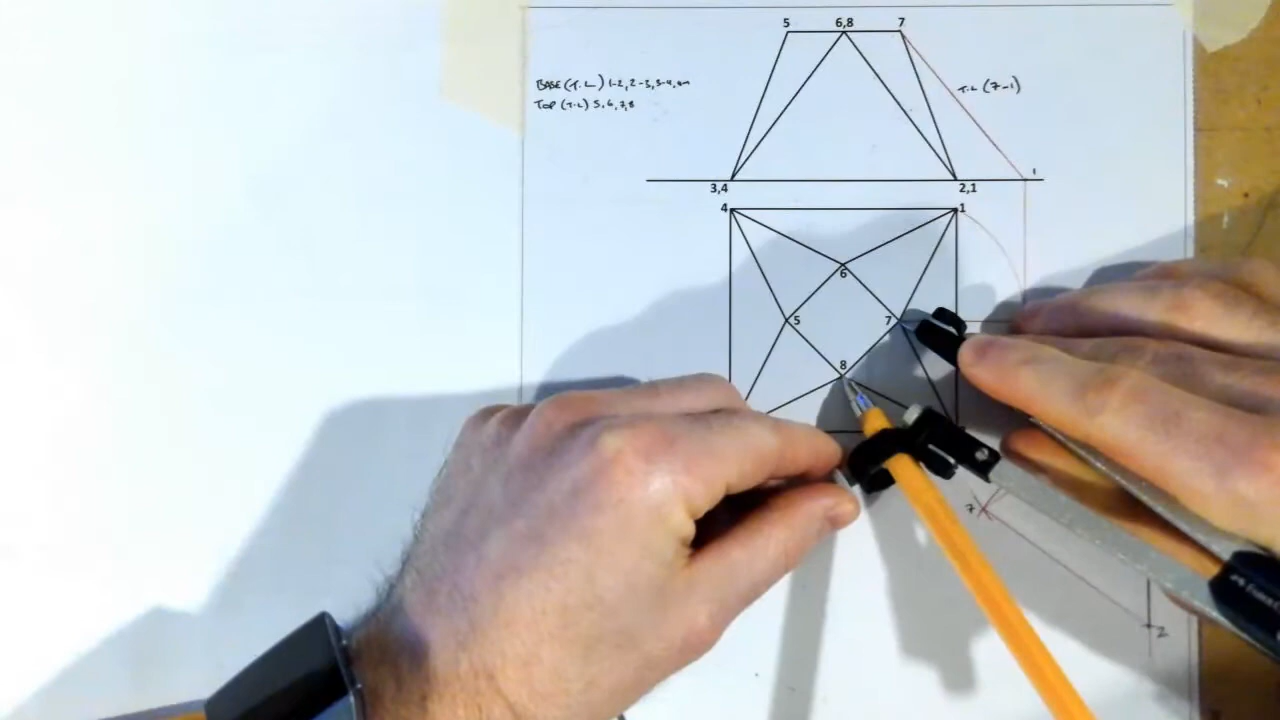 5 6,8 7
BASE (T.L) 1-2, 2-3, 3-4, 4-1
TOP (T.L) 5, 6, 7, 8
T.L (7-1)
1
3,4 2,1
4 1
6
5 7
8
7
2